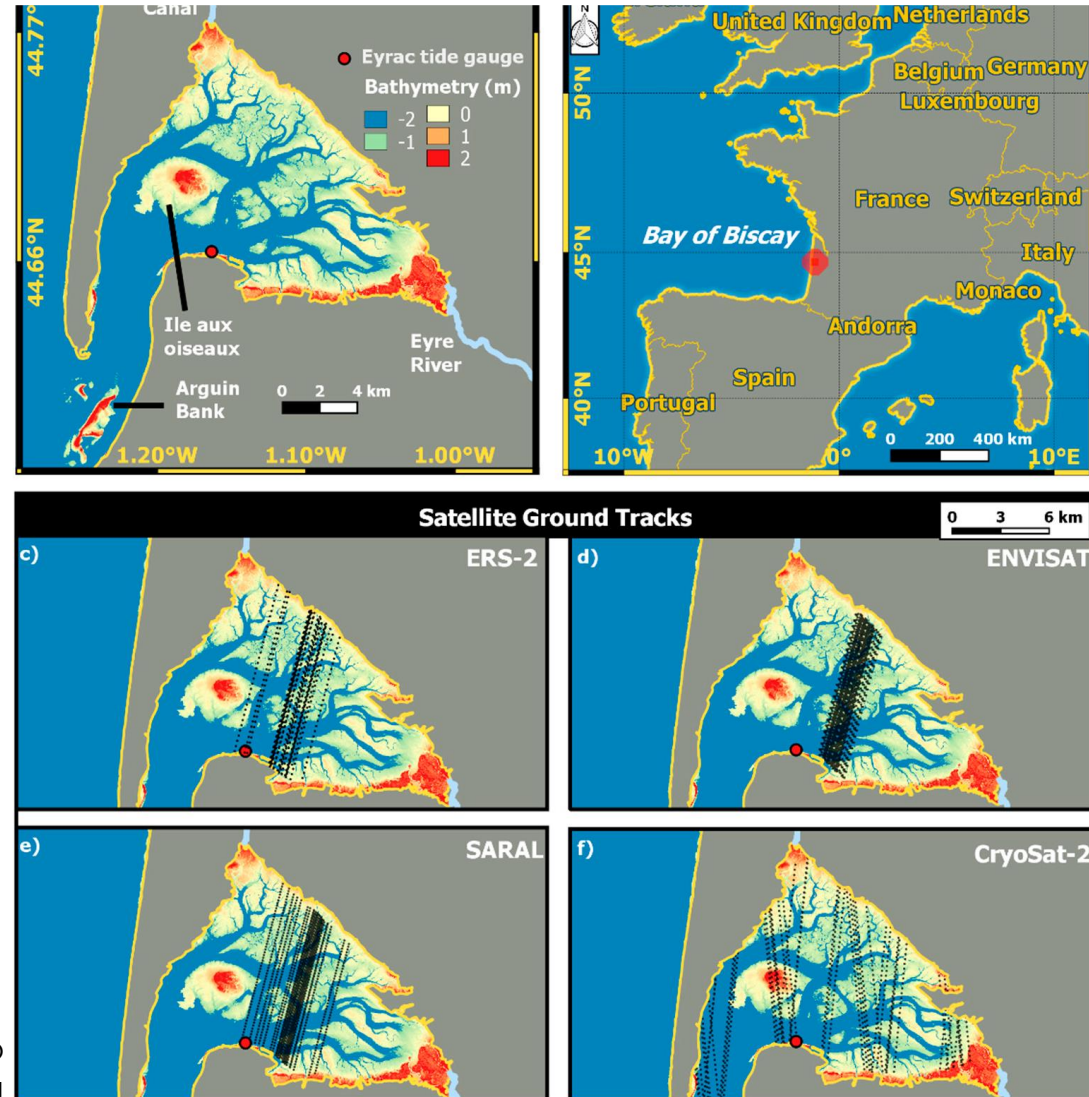 Canal
44.77°
Eyrac tide gauge
Bathymetry (m)
-2
-1
0
1
2
44.66°N
Ile aux
oiseaux
Eyre
River
Arguin
Bank
0 2 4 km
1.20°W 1.10°W 1.00°W
N
United Kingdom
Netherlands
Belgium
Germany
Luxembourg
50°N
France
Switzerland
Bay of Biscay
45°N
Italy
Monaco
Andorra
Spain
Portugal
40°N
0 200 400 km
10°W 0° 10°E
Satellite Ground Tracks
0 3 6 km
c) ERS-2
d) ENVISAT
e) SARAL
f) CryoSat-2